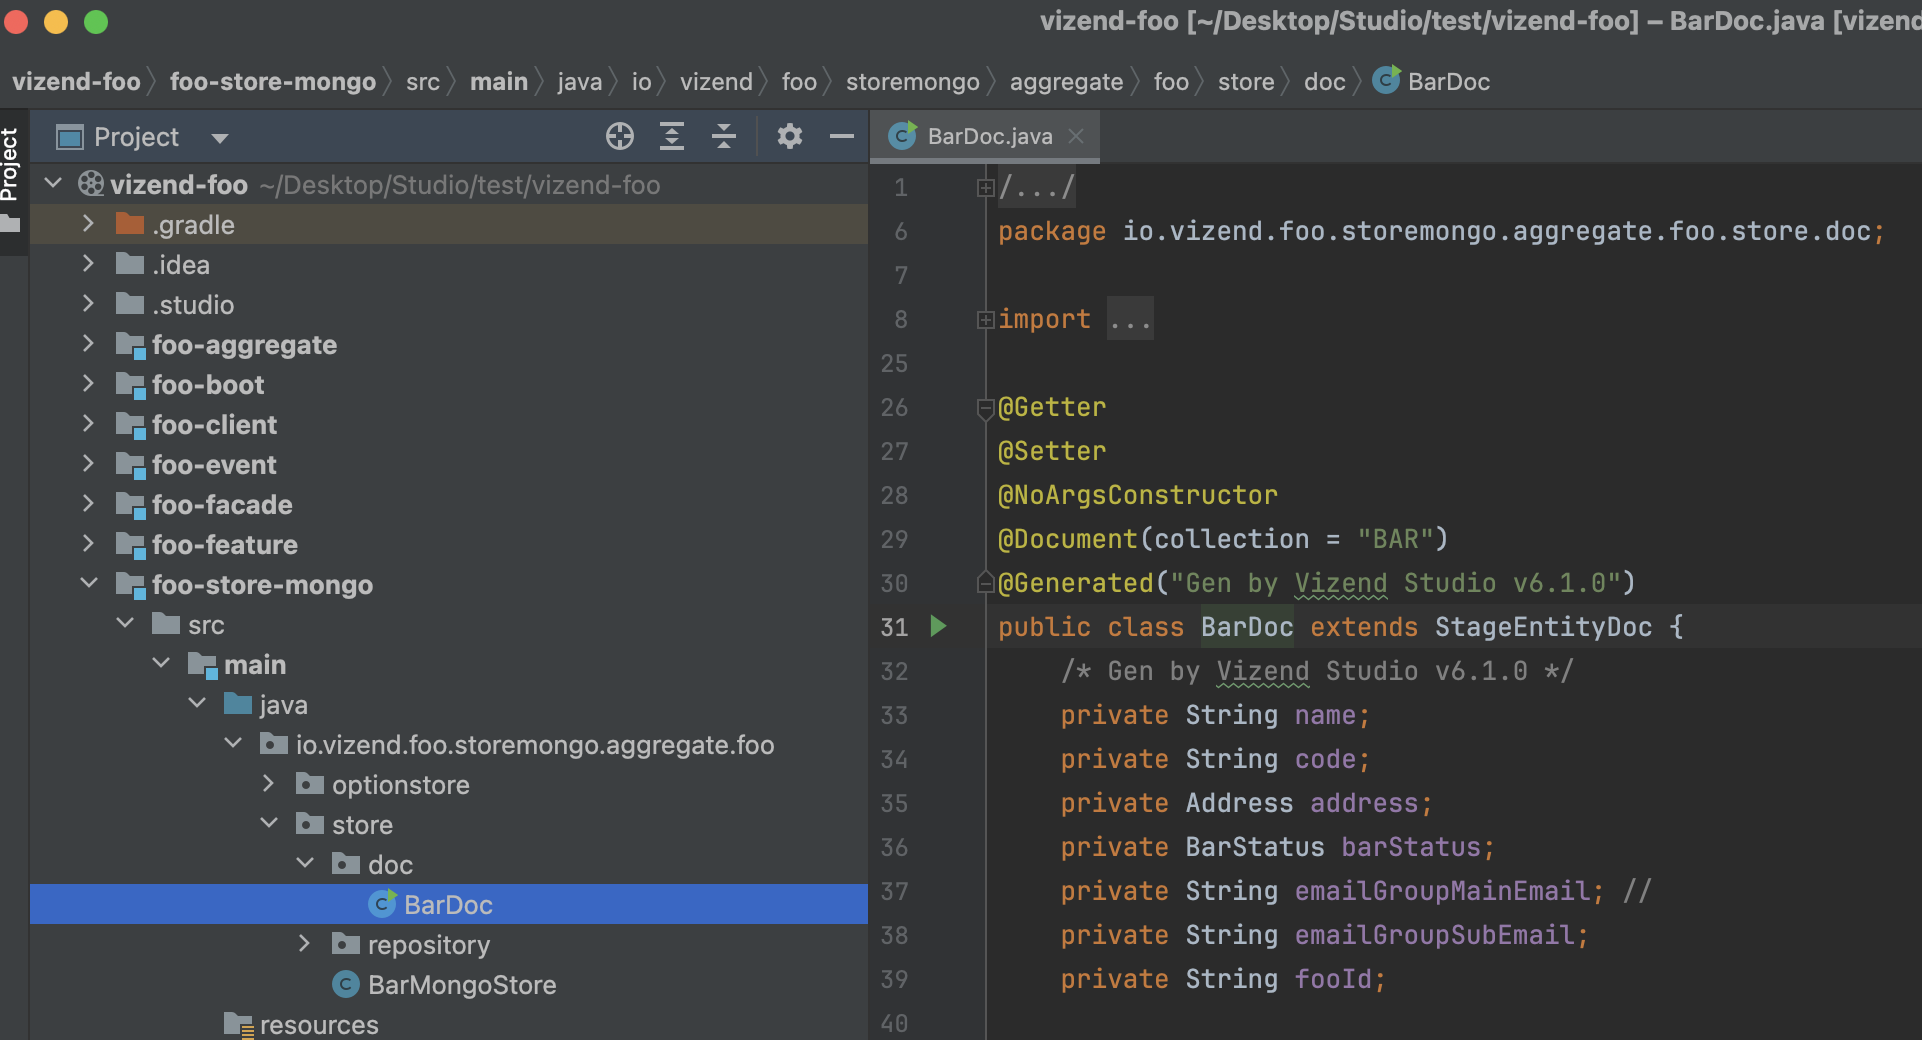 vizend-foo [~/Desktop/Studio/test/vizend-foo] – BarDoc.java [vizend
vizend-foo foo-store-mongo src main java io vizend foo storemongo aggregate foo store doc BarDoc
Project
Project
BarDoc.java
vizend-foo ~/Desktop/Studio/test/vizend-foo
.gradle
.idea
.studio
foo-aggregate
foo-boot
foo-client
foo-event
foo-facade
foo-feature
foo-store-mongo
src
main
java
io.vizend.foo.storemongo.aggregate.foo
optionstore
store
doc
BarDoc
repository
BarMongoStore
resources
1 /.../
6 package io.vizend.foo.storemongo.aggregate.foo.store.doc;
7
8 import ...
25
26 @Getter
27 @Setter
28 @NoArgsConstructor
29 @Document(collection = "BAR")
30 @Generated("Gen by Vizend Studio v6.1.0")
31 public class BarDoc extends StageEntityDoc {
32 /* Gen by Vizend Studio v6.1.0 */
33 private String name;
34 private String code;
35 private Address address;
36 private BarStatus barStatus;
37 private String emailGroupMainEmail; //
38 private String emailGroupSubEmail;
39 private String fooId;
40